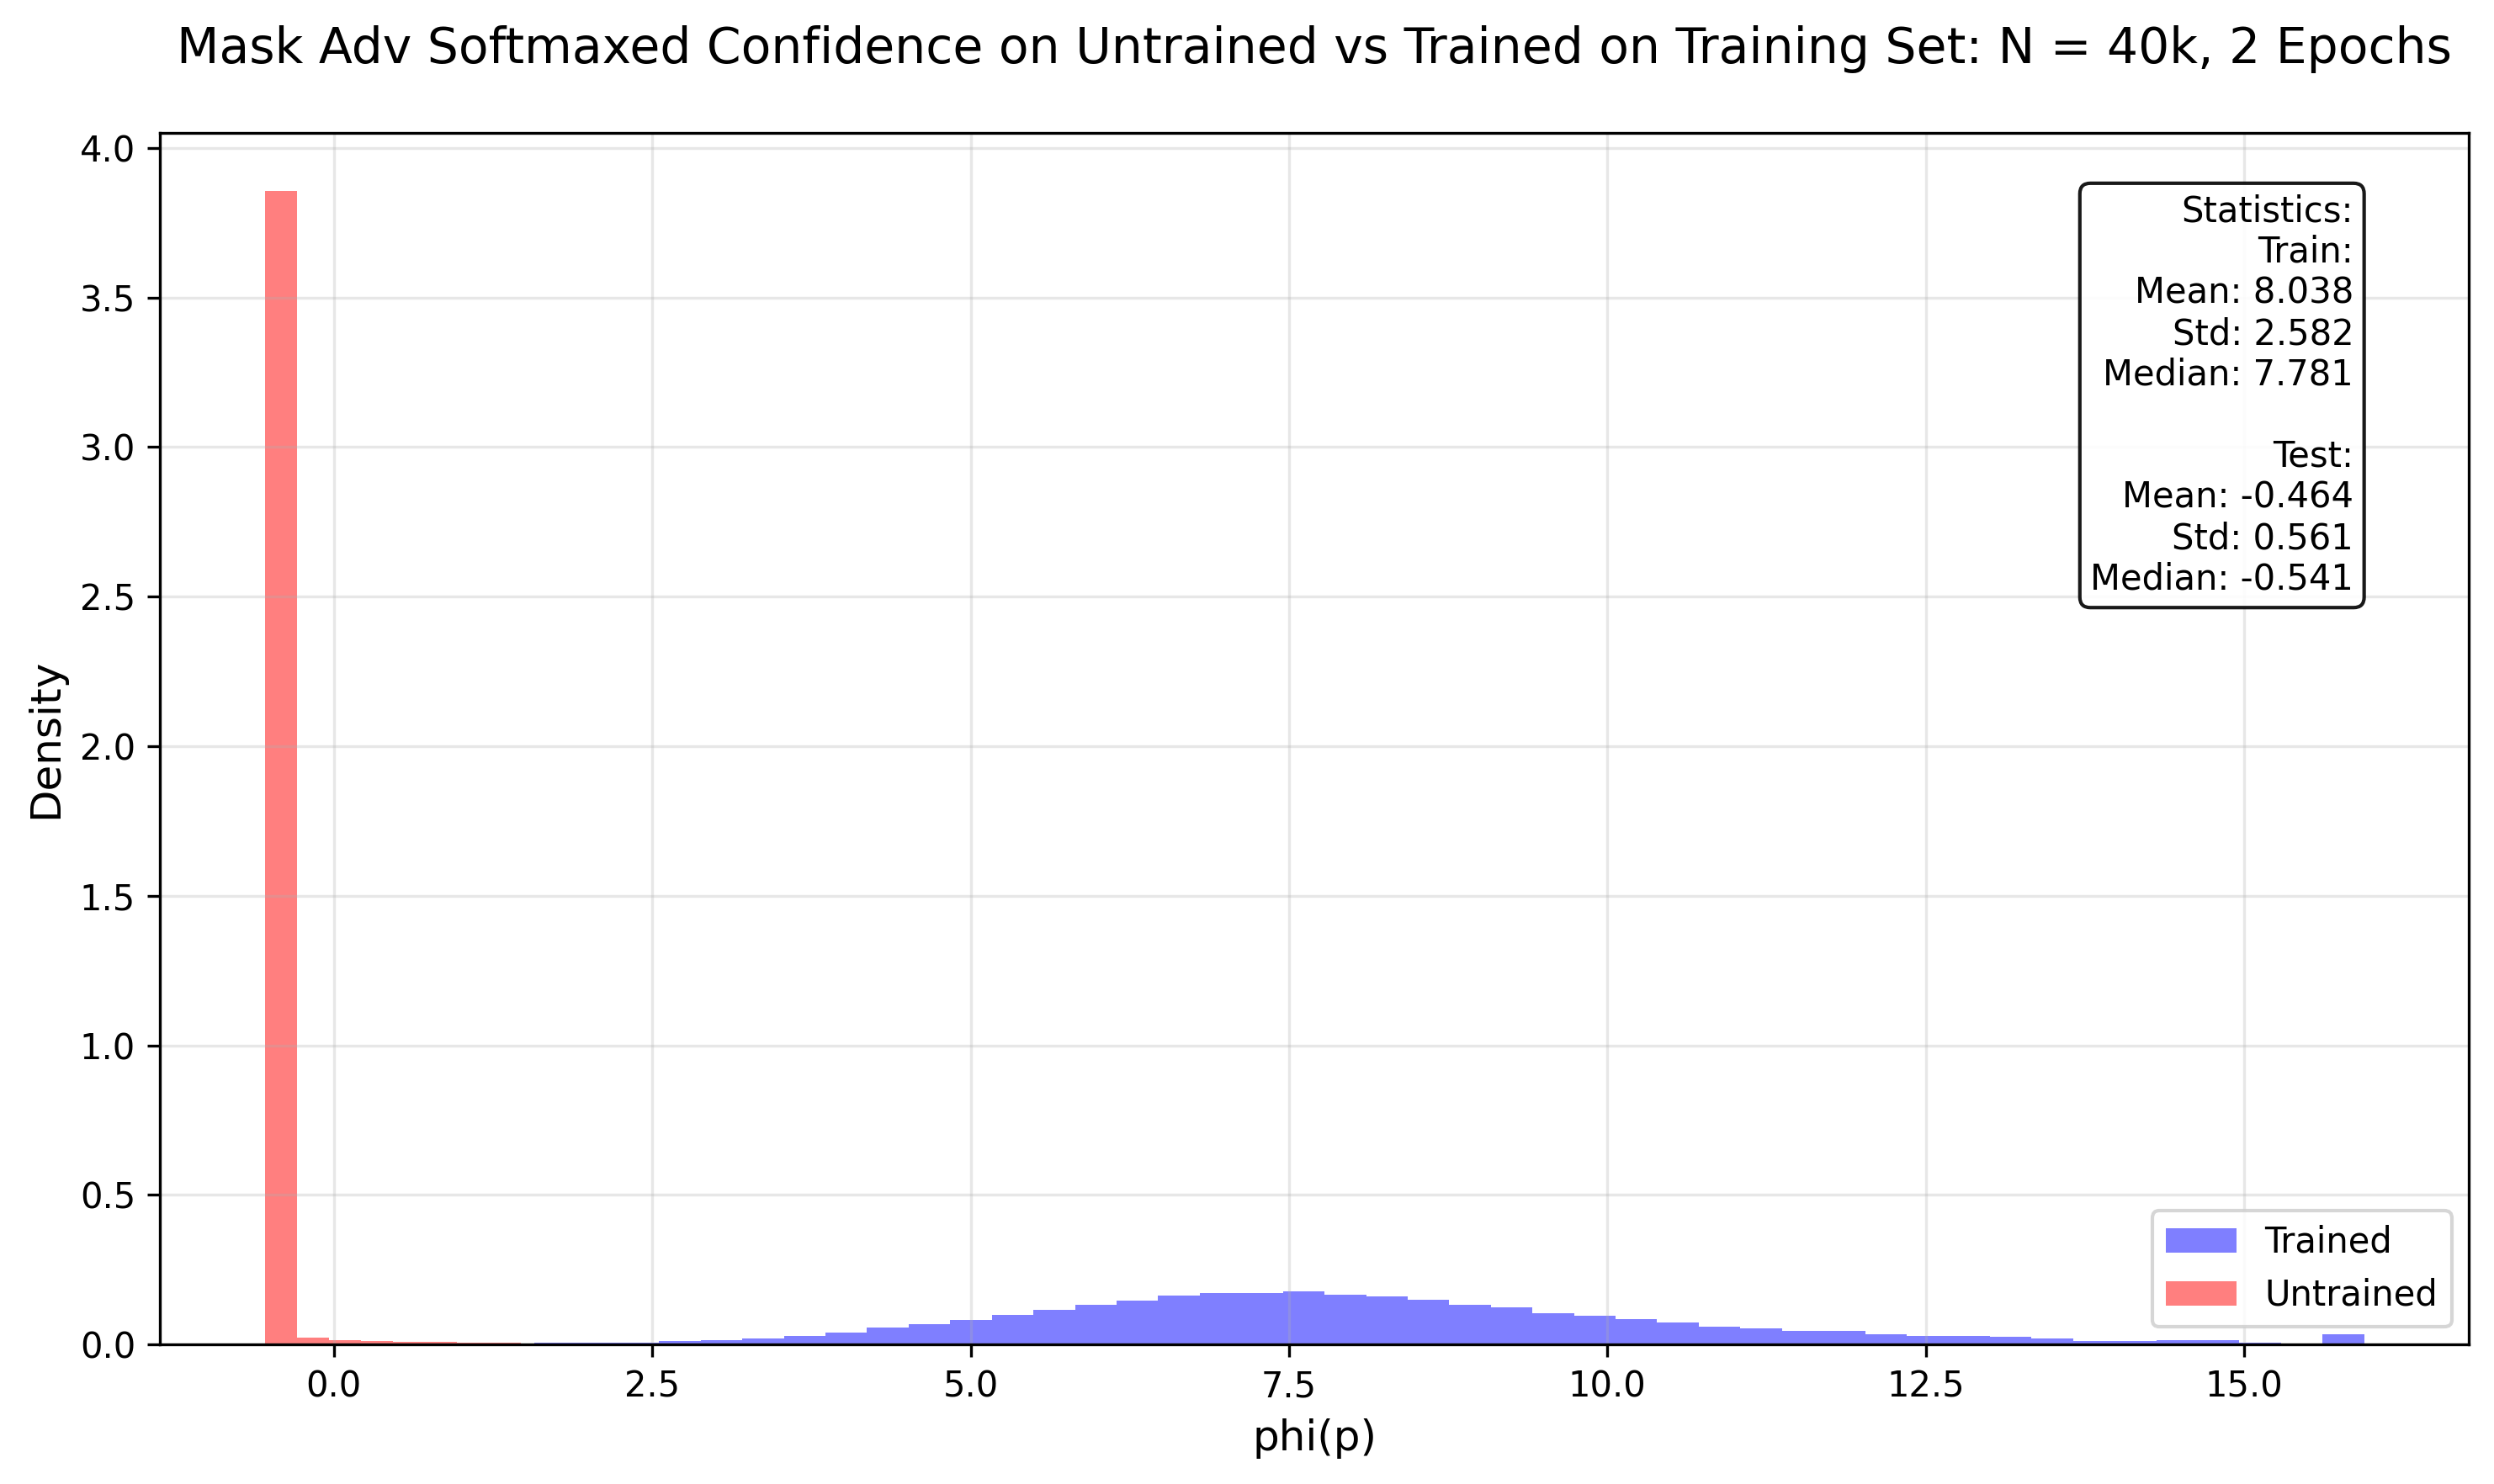 Mask Adv Softmaxed Confidence on Untrained vs Trained on Training Set: N = 40k, 2 Epochs
4.0
3.5
3.0
2.5
2.0
1.5
1.0
0.5
0.0
Density
Statistics:
Train:
Mean: 8.038
Std: 2.582
Median: 7.781
Test:
Mean: -0.464
Std: 0.561
Median: -0.541
Trained
Untrained
0.0
2.5
5.0
7.5
10.0
12.5
15.0
phi(p)